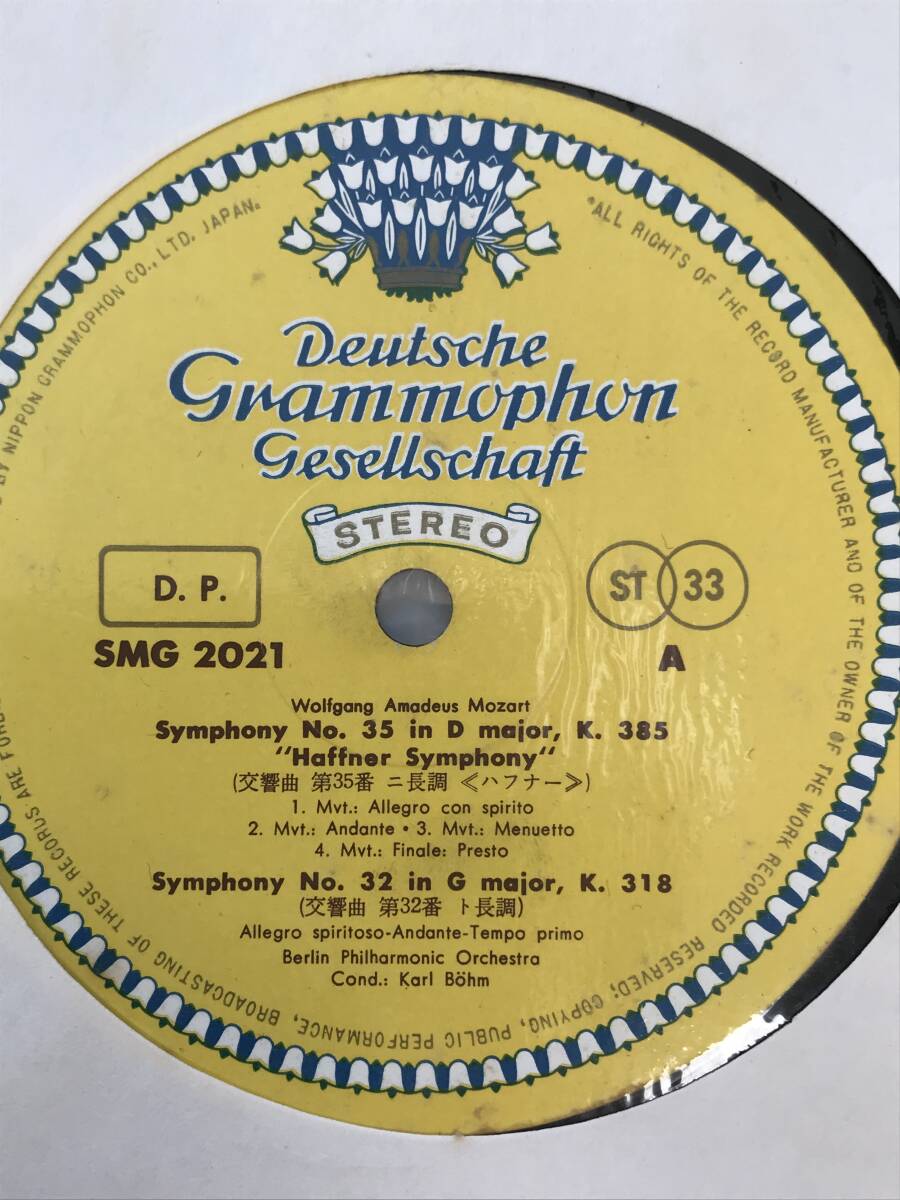 Deutsche
Grammophon
Gesellschaft
STEREO
D. P.
ST 33
SMG 2021
A
Wolfgang Amadeus Mozart
Symphony No. 35 in D major, K. 385
"Haffner Symphony"
(交響曲 第35番 ニ長調 《ハフナー》)
1. Mvt.: Allegro con spirito
2. Mvt.: Andante • 3. Mvt.: Menuetto
4. Mvt.: Finale: Presto
Symphony No. 32 in G major, K. 318
(交響曲 第32番 ト長調)
Allegro spiritoso-Andante-Tempo primo
Berlin Philharmonic Orchestra
Cond.: Karl Böhm
*ALL RIGHTS OF THE RECORD MANUFACTURER AND OF THE OWNER OF THE WORK RECORDED RESERVED; COPYING, PUBLIC PERFORMANCE, BROADCASTING OF THESE RECORDS ARE BY NIPPON GRAMMOPHON CO., LTD. JAPAN.